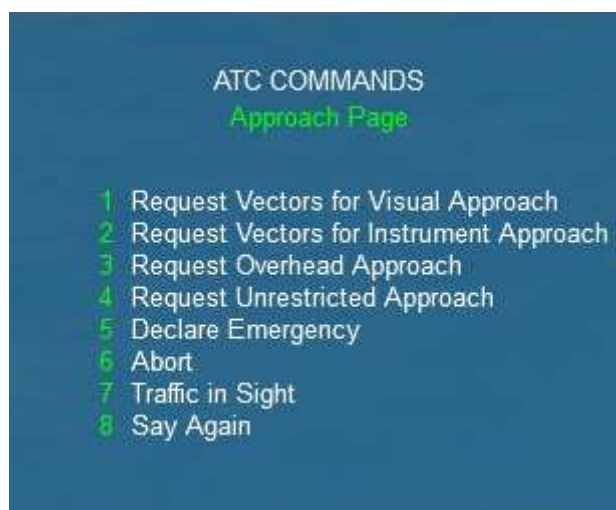 ATC COMMANDS
Approach Page
1 Request Vectors for Visual Approach
2 Request Vectors for Instrument Approach
3 Request Overhead Approach
4 Request Unrestricted Approach
5 Declare Emergency
6 Abort
7 Traffic in Sight
8 Say Again